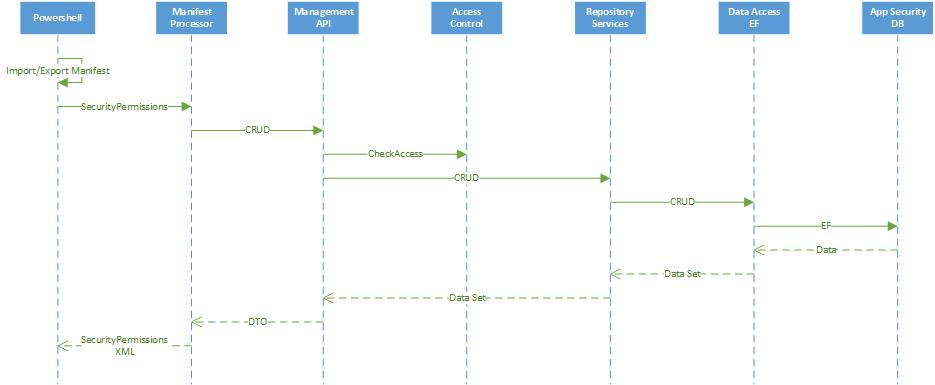 Powershell
Manifest
Processor
Management
API
Access
Control
Repository
Services
Data Access
EF
App Security
DB
Import/Export Manifest
SecurityPermissions
CRUD
CheckAccess
CRUD
CRUD
EF
Data
Data Set
Data Set
DTO
SecurityPermissions
XML